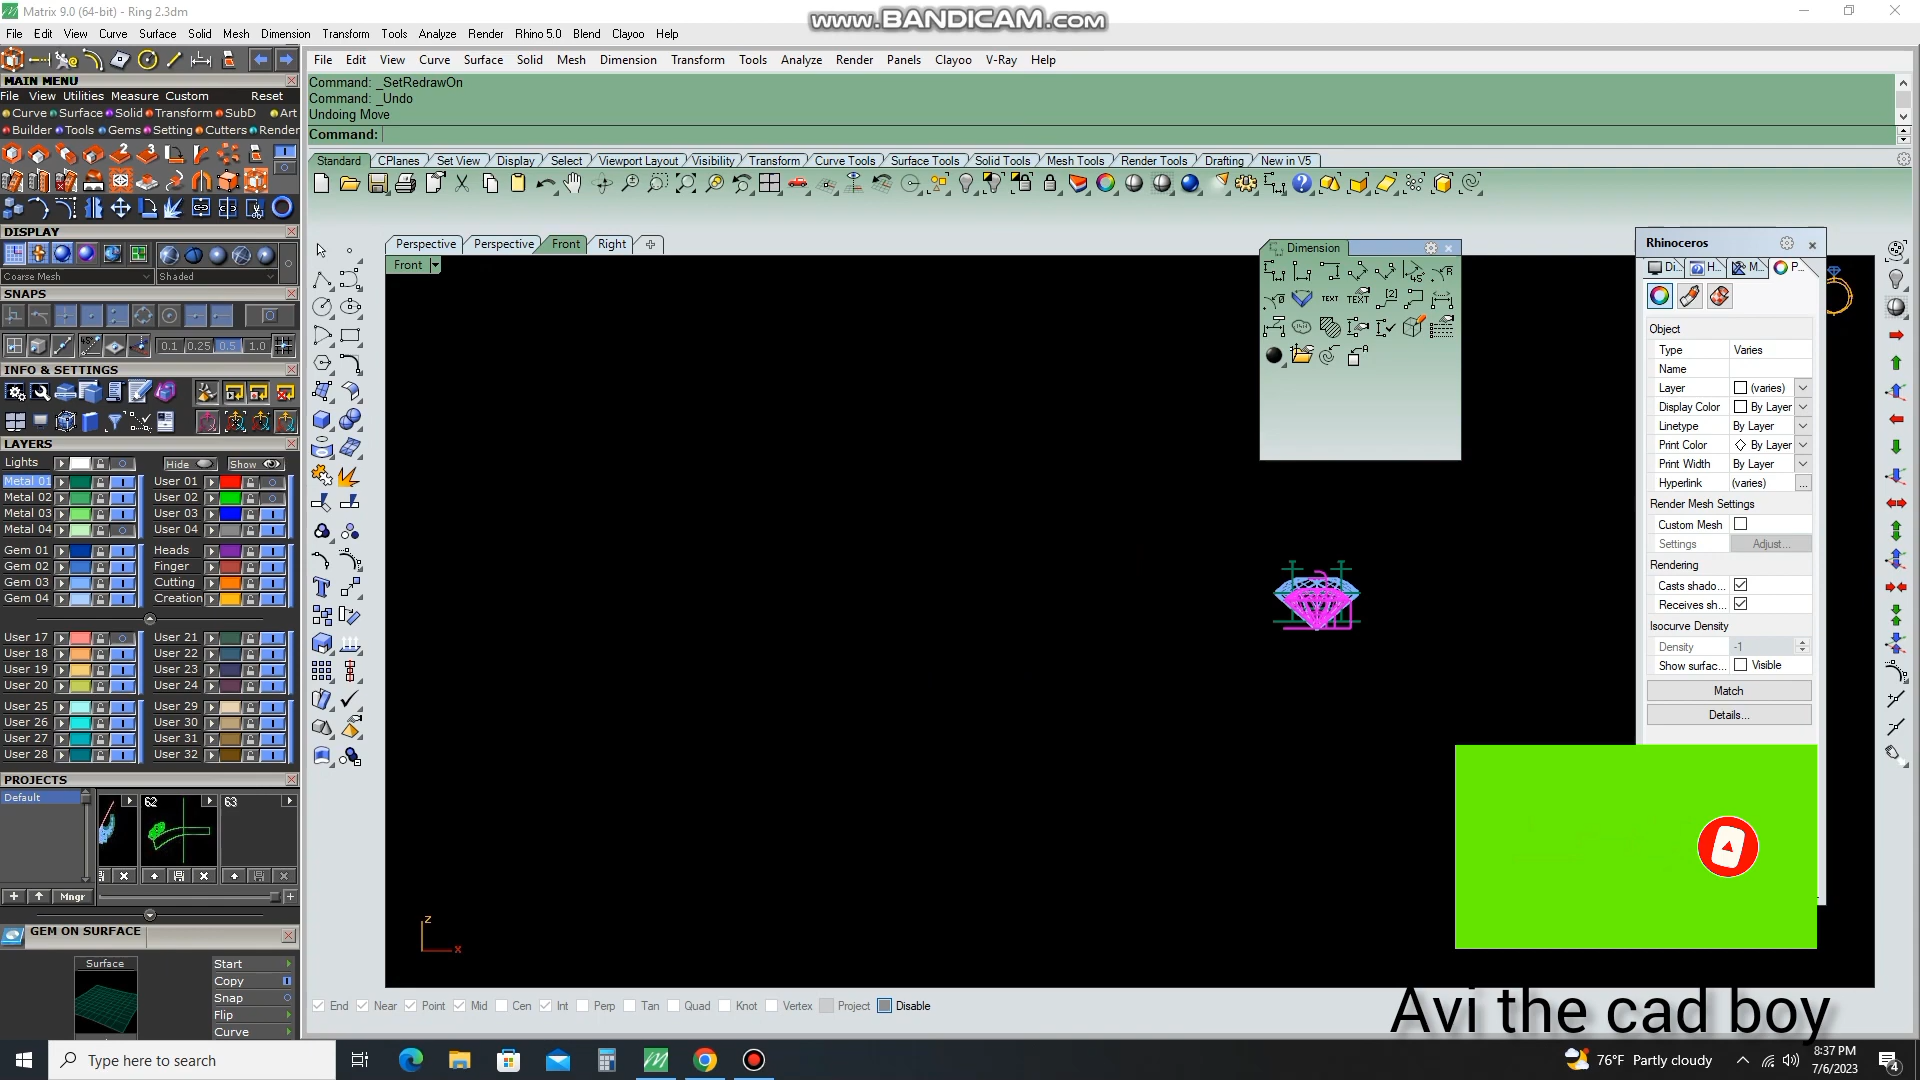 Matrix 9.0 (64-bit) - Ring 2.3dm
www.BANDICAM.com
File Edit View Curve Surface Solid Mesh Dimension Transform Tools Analyze Render Rhino 5.0 Blend Clayoo Help
File Edit View Curve Surface Solid Mesh Dimension Transform Tools Analyze Render Panels Clayoo V-Ray Help
MAIN MENU
File View Utilities Measure Custom Reset
Curve Surface Solid Transform SubD Art
Builder Tools Gems Setting Cutters Render
Command: _SetRedrawOn
Command: _Undo
Undoing Move
Command:
Standard CPlanes Set View Display Select Viewport Layout Visibility Transform Curve Tools Surface Tools Solid Tools Mesh Tools Render Tools Drafting New in V5
DISPLAY
Coarse Mesh Shaded
SNAPS
0.1 0.25 0.5 1.0
INFO & SETTINGS
LAYERS
Lights Hide Show
Metal 01 User 01
Metal 02 User 02
Metal 03 User 03
Metal 04 User 04
Gem 01 Heads
Gem 02 Finger
Gem 03 Cutting
Gem 04 Creation
User 17 User 21
User 18 User 22
User 19 User 23
User 20 User 24
User 25 User 29
User 26 User 30
User 27 User 31
User 28 User 32
PROJECTS
Default
62 63
Mngr
GEM ON SURFACE
Surface
Start
Copy
Snap
Flip
Curve
Perspective Perspective Front Right
Front
Dimension
TEXT TEXT
z
x
Rhinoceros
Di... H... M... P...
Object
Type Varies
Name
Layer (varies)
Display Color By Layer
Linetype By Layer
Print Color By Layer
Print Width By Layer
Hyperlink (varies) ...
Render Mesh Settings
Custom Mesh
Settings Adjust...
Rendering
Casts shado...
Receives sh...
Isocurve Density
Density -1
Show surfac... Visible
Match
Details...
End Near Point Mid Cen Int Perp Tan Quad Knot Vertex Project Disable
Avi the cad boy
Type here to search
76°F Partly cloudy
8:37 PM
7/6/2023
4